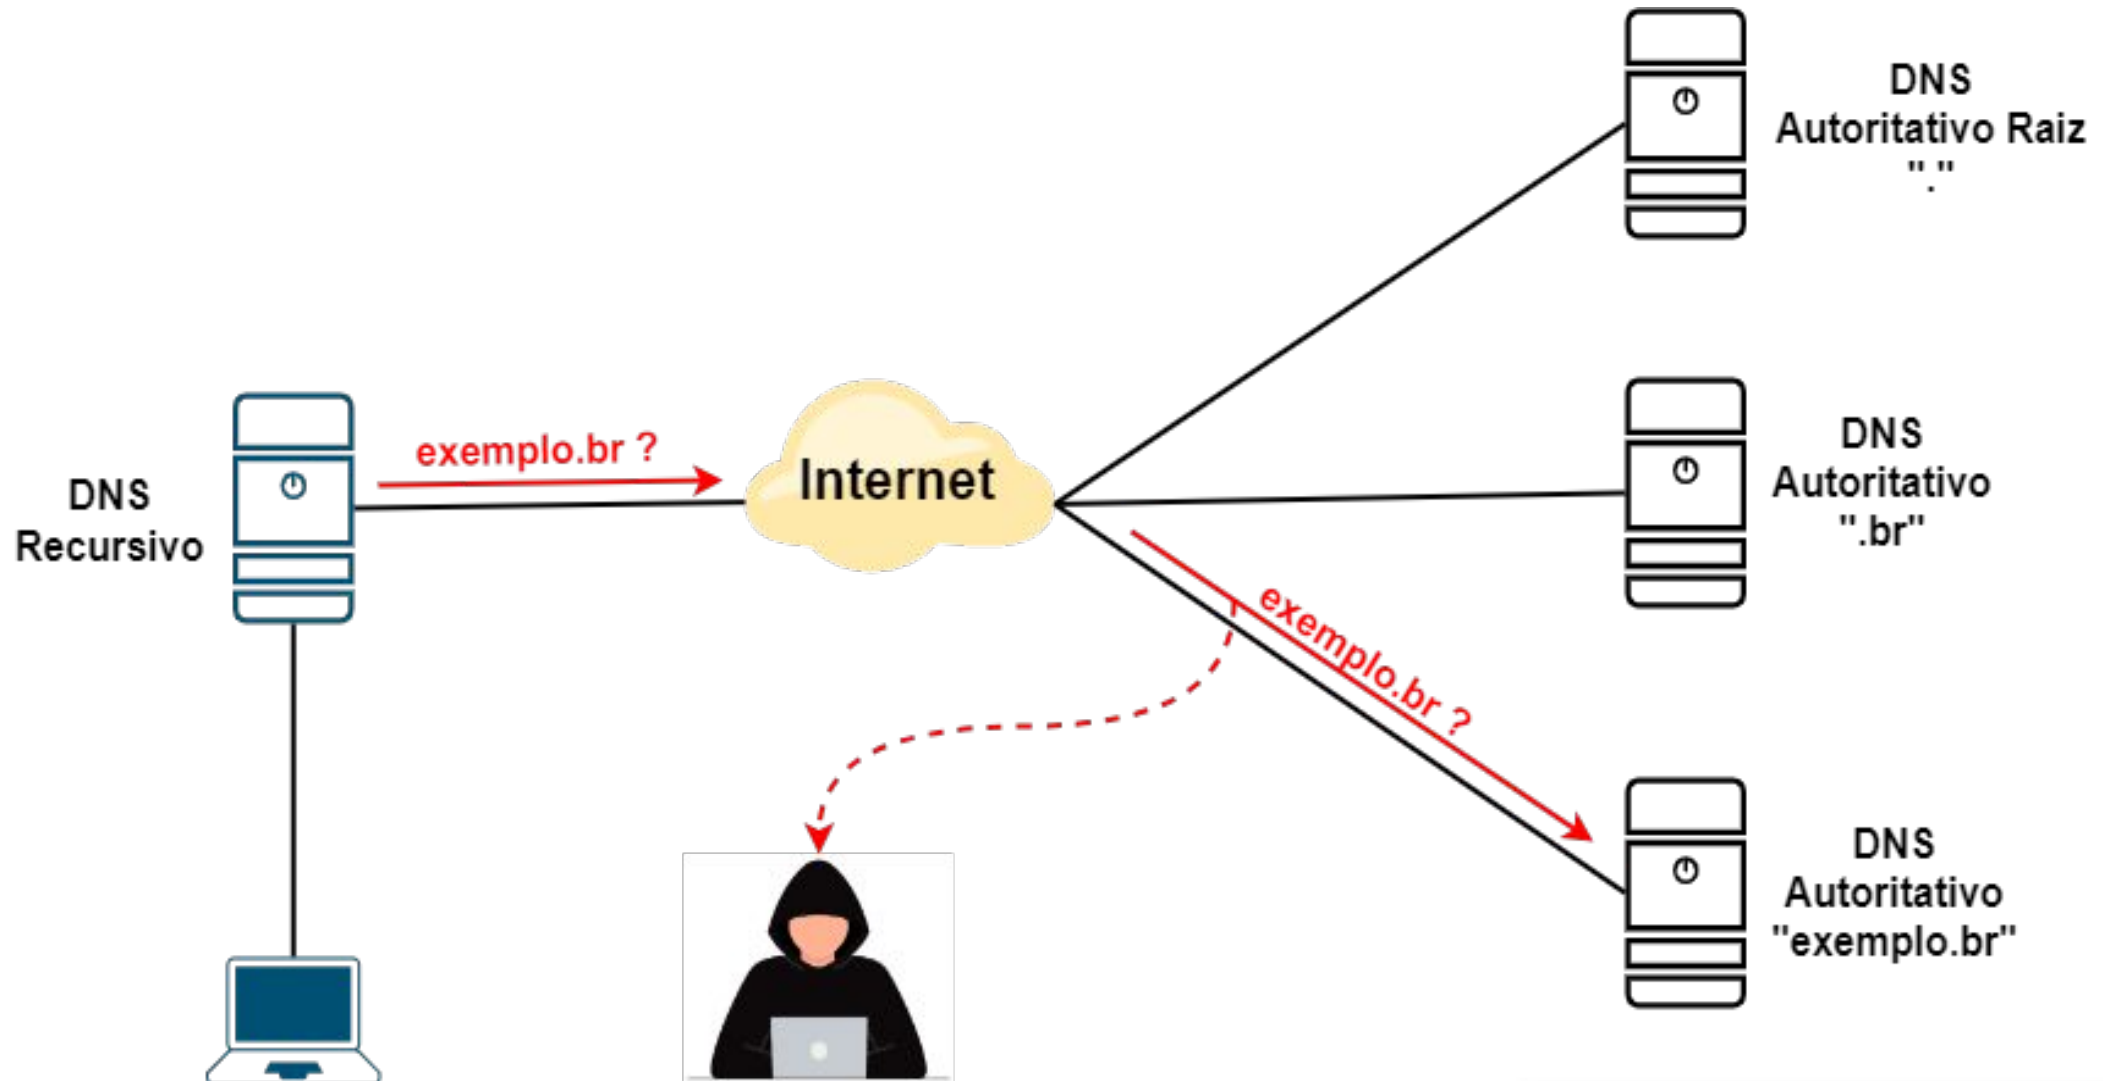 DNS
Autoritativo Raiz
"."
DNS
Recursivo
exemplo.br ?
Internet
DNS
Autoritativo
".br"
exemplo.br ?
DNS
Autoritativo
"exemplo.br"